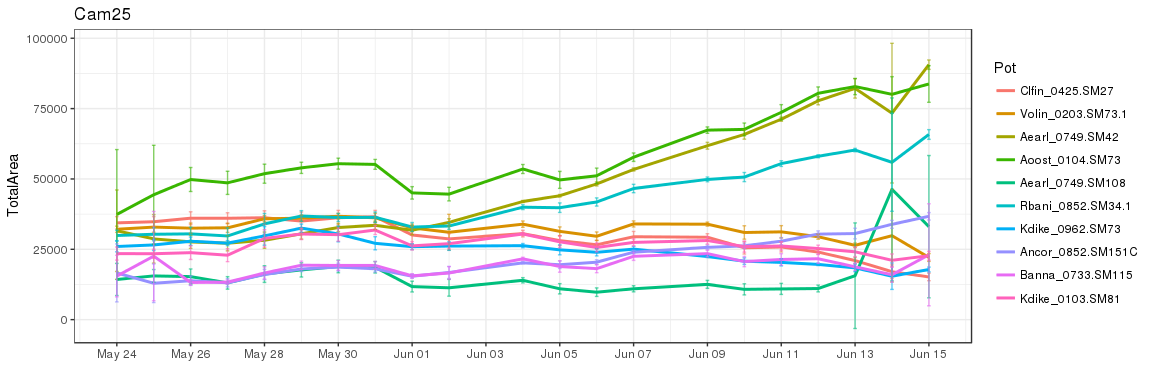 Cam25
TotalArea
100000
75000
50000
25000
0
May 24 May 26 May 28 May 30 Jun 01 Jun 03 Jun 05 Jun 07 Jun 09 Jun 11 Jun 13 Jun 15
Pot
Clfin_0425.SM27
Volin_0203.SM73.1
Aearl_0749.SM42
Aoost_0104.SM73
Aearl_0749.SM108
Rbani_0852.SM34.1
Kdike_0962.SM73
Ancor_0852.SM151C
Banna_0733.SM115
Kdike_0103.SM81